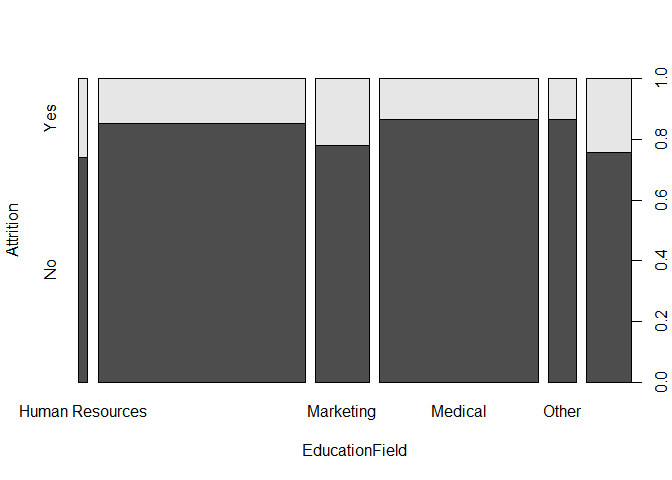 Yes
No
Attrition
1.0
0.8
0.6
0.4
0.2
0.0
Human Resources Marketing Medical Other
EducationField